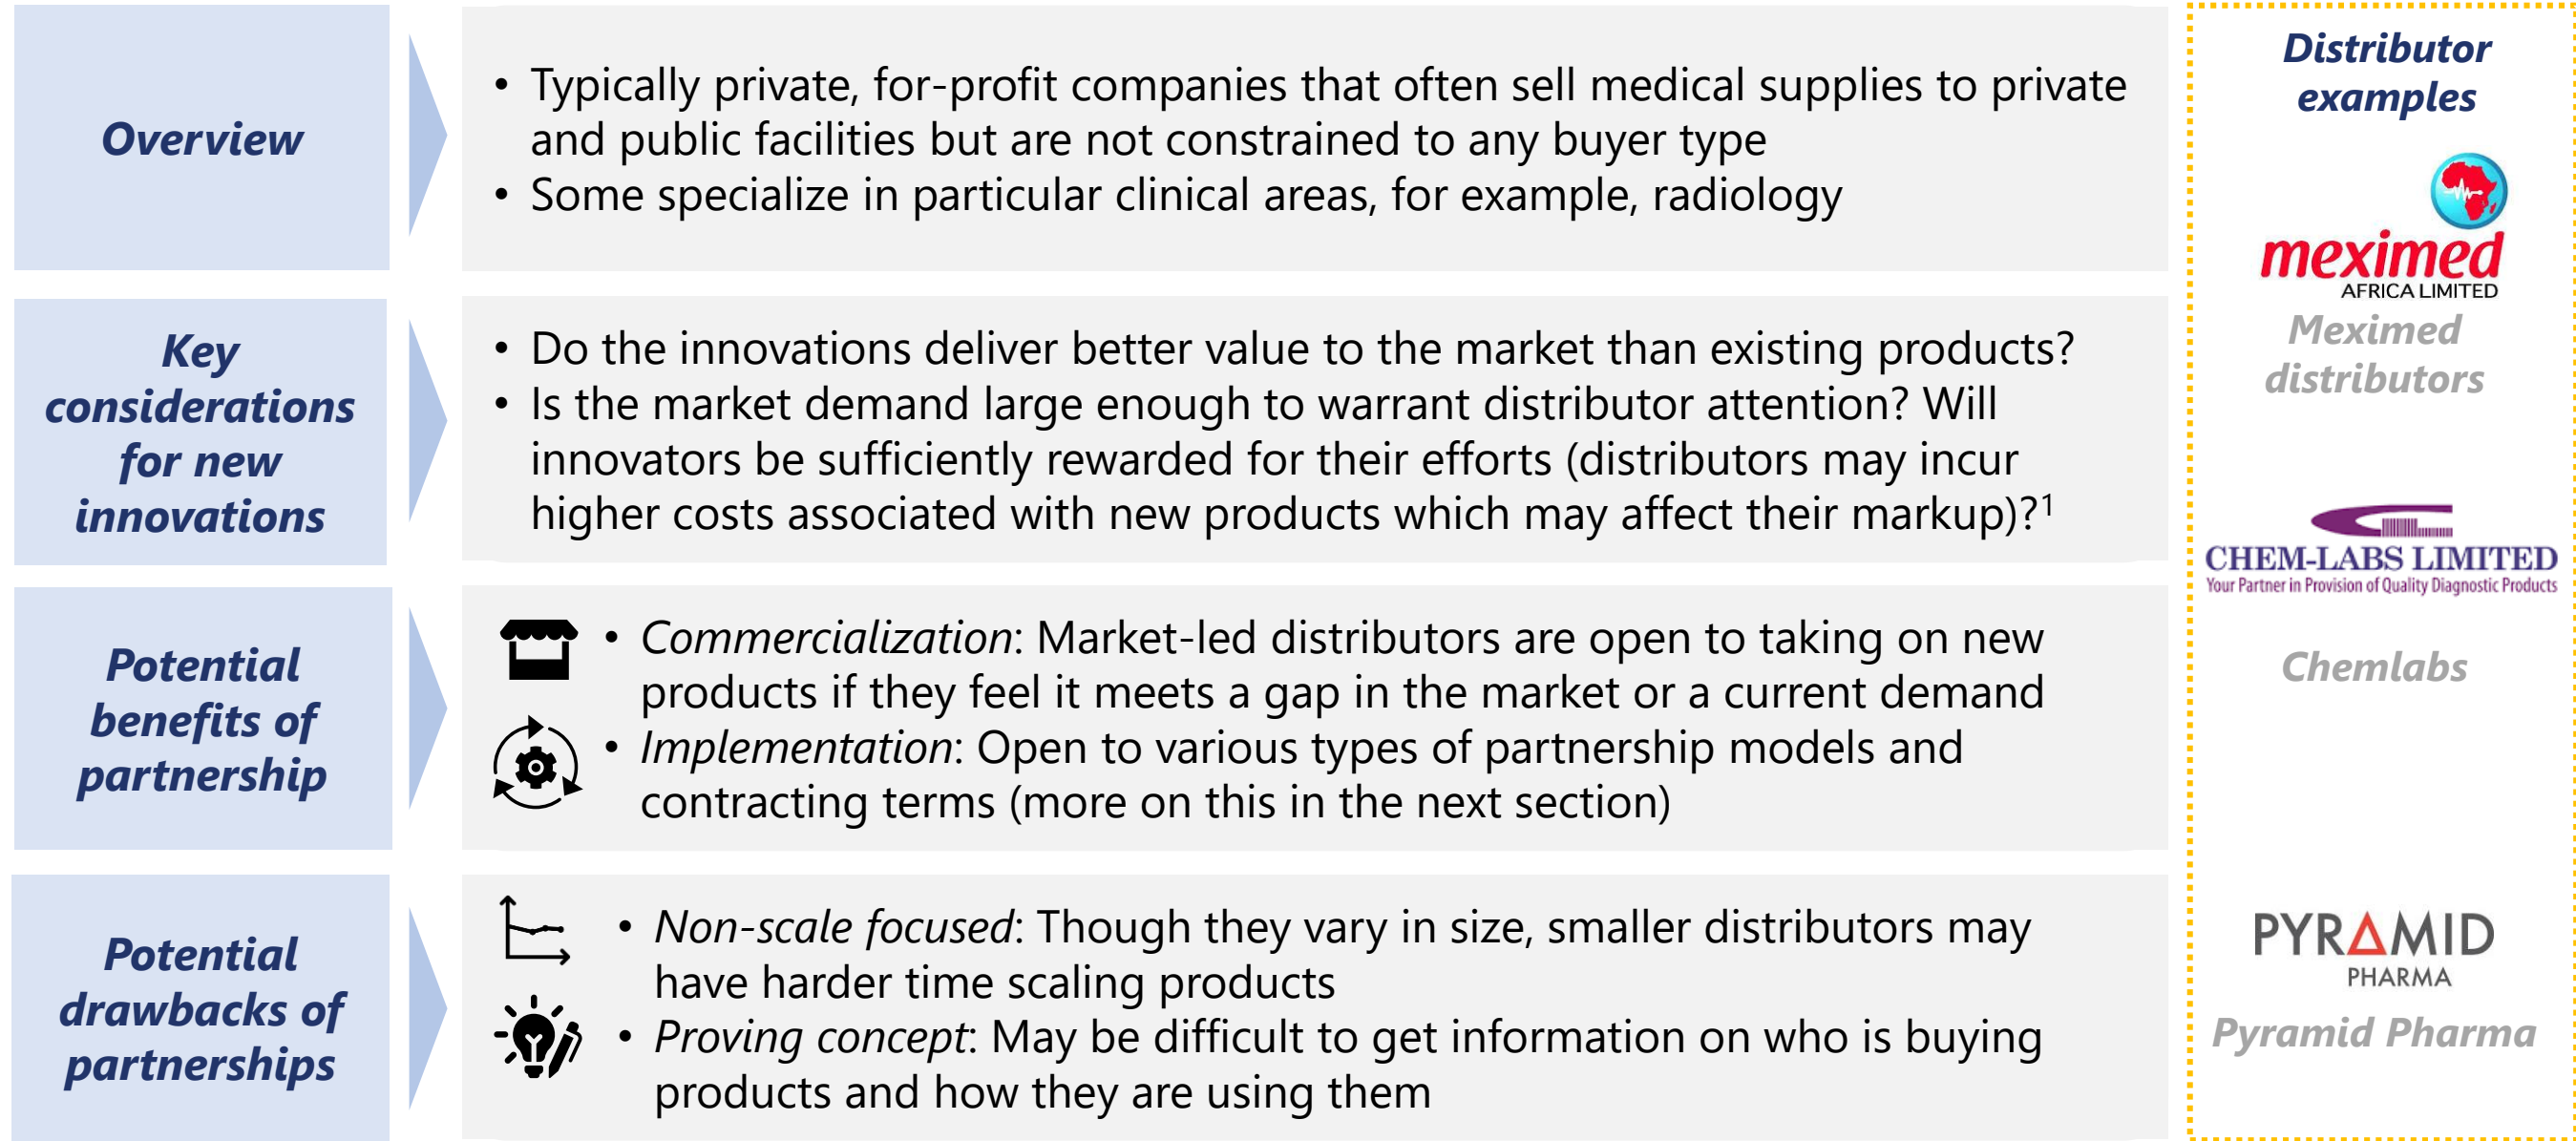 Overview
• Typically private, for-profit companies that often sell medical supplies to private
and public facilities but are not constrained to any buyer type
• Some specialize in particular clinical areas, for example, radiology
Key
considerations
for new
innovations
• Do the innovations deliver better value to the market than existing products?
• Is the market demand large enough to warrant distributor attention? Will
innovators be sufficiently rewarded for their efforts (distributors may incur
higher costs associated with new products which may affect their markup)?¹
Potential
benefits of
partnership
• Commercialization: Market-led distributors are open to taking on new
products if they feel it meets a gap in the market or a current demand
• Implementation: Open to various types of partnership models and
contracting terms (more on this in the next section)
Potential
drawbacks of
partnerships
• Non-scale focused: Though they vary in size, smaller distributors may
have harder time scaling products
• Proving concept: May be difficult to get information on who is buying
products and how they are using them
Distributor
examples
meximed
AFRICA LIMITED
Meximed
distributors
CHEM-LABS LIMITED
Your Partner in Provision of Quality Diagnostic Products
Chemlabs
PYRAMID
PHARMA
Pyramid Pharma